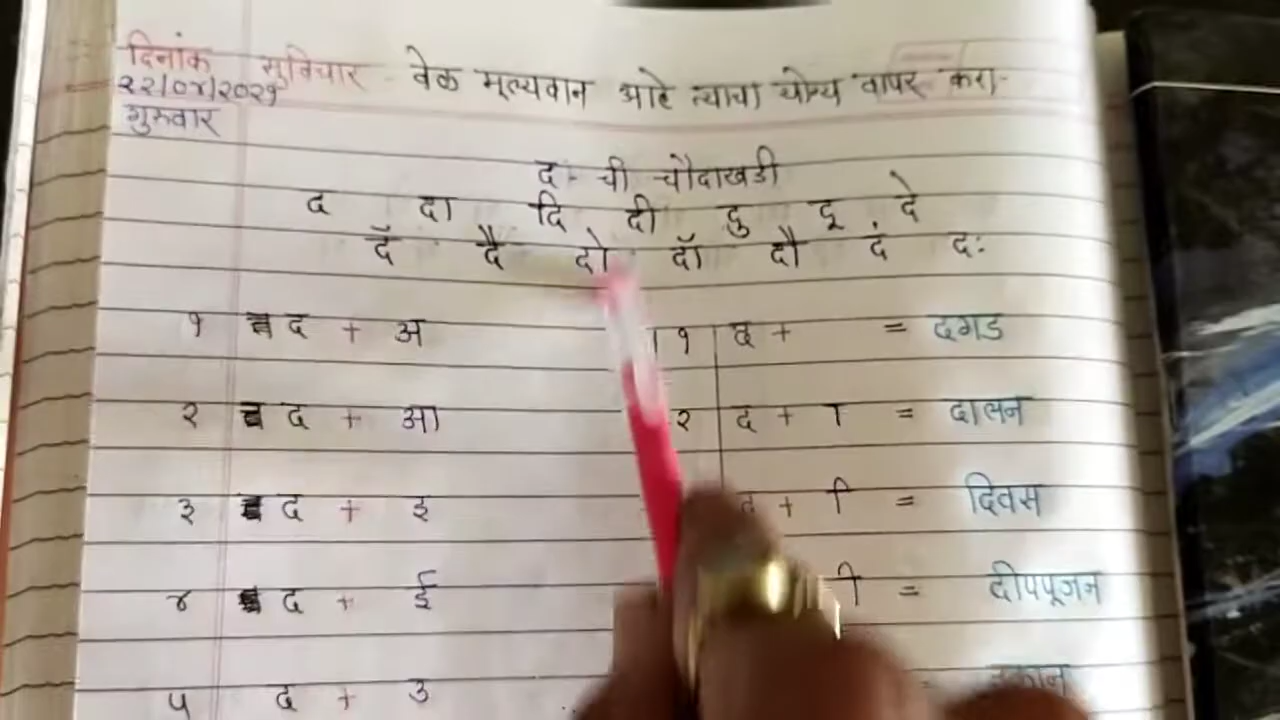 दिनांक सुविचार - वेळ मूल्यवान आहे त्याचा योग्य वापर करा.
२२/०४/२०२१
गुरुवार
द - ची चौदाखडी
द दा दि दी दु दू दे
दॅ दै दो दॉ दौ दं दः
१ द + अ ११ द + = दगड
२ द + आ २ द + ा = दालन
३ द + इ द + ि = दिवस
४ द + ई ी = दीपपूजन
५ द + उ